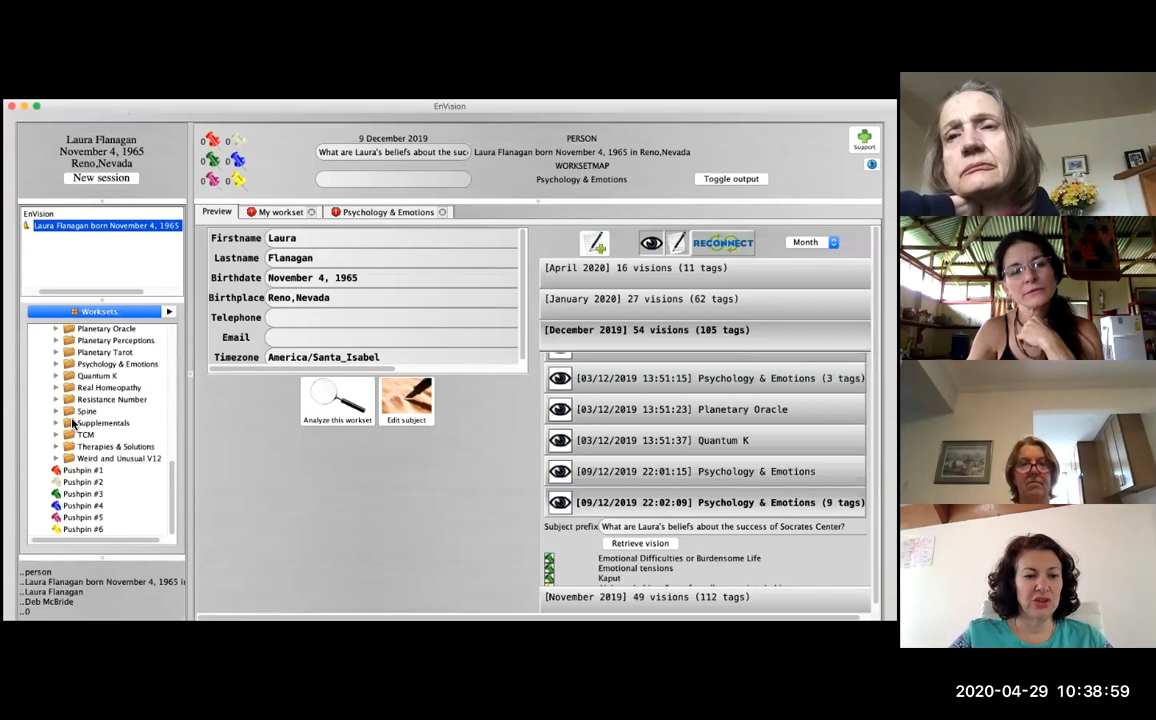 EnVision
Laura Flanagan
November 4, 1965
Reno,Nevada
New session
EnVision
Laura Flanagan born November 4, 1965
Worksets
Planetary Oracle
Planetary Perceptions
Planetary Tarot
Psychology & Emotions
Quantum K
Real Homeopathy
Resistance Number
Spine
Supplementals
TCM
Therapies & Solutions
Weird and Unusual V12
Pushpin #1
Pushpin #2
Pushpin #3
Pushpin #4
Pushpin #5
Pushpin #6
..person
..Laura Flanagan born November 4, 1965 i
..Laura Flanagan
..Deb McBride
..0
0 0
0 0
0 0
9 December 2019
What are Laura's beliefs about the suc
PERSON
Laura Flanagan born November 4, 1965 in Reno,Nevada
WORKSETMAP
Psychology & Emotions
Toggle output
Support
Preview
My workset
Psychology & Emotions
Firstname Laura
Lastname Flanagan
Birthdate November 4, 1965
Birthplace Reno,Nevada
Telephone
Email
Timezone America/Santa_Isabel
Analyze this workset
Edit subject
RECONNECT
Month
[April 2020] 16 visions (11 tags)
[January 2020] 27 visions (62 tags)
[December 2019] 54 visions (105 tags)
[03/12/2019 13:51:15] Psychology & Emotions (3 tags)
[03/12/2019 13:51:23] Planetary Oracle
[03/12/2019 13:51:37] Quantum K
[09/12/2019 22:01:15] Psychology & Emotions
[09/12/2019 22:02:09] Psychology & Emotions (9 tags)
Subject prefix What are Laura's beliefs about the success of Socrates Center?
Retrieve vision
Emotional Difficulties or Burdensome Life
Emotional tensions
Kaput
[November 2019] 49 visions (112 tags)
2020-04-29 10:38:59